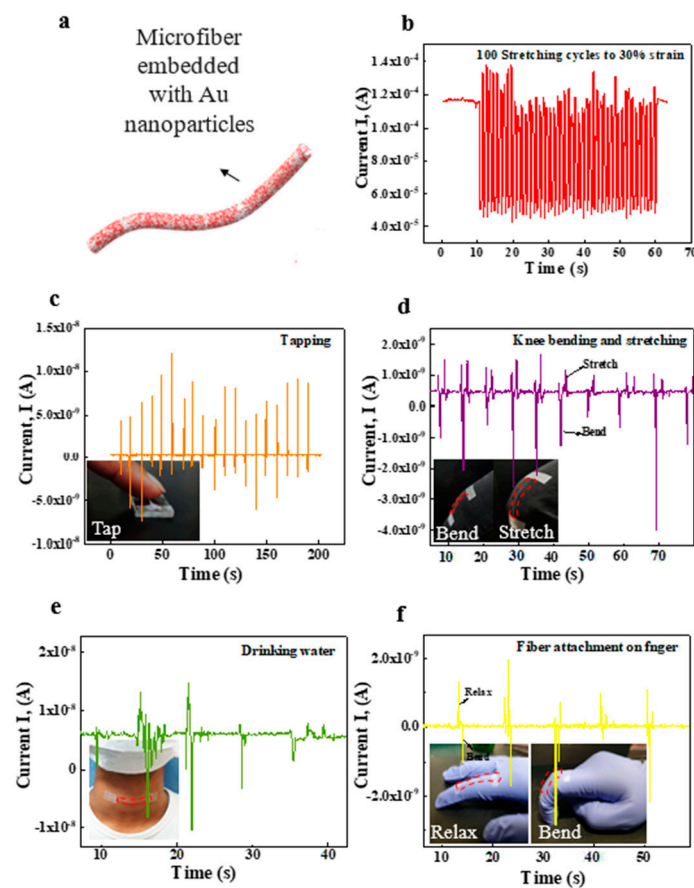 a
Microfiber
embedded
with Au
nanoparticles
b
100 Stretching cycles to 30% strain
Current I, (A)
1.4x10⁻⁴
1.2x10⁻⁴
1.0x10⁻⁴
8.0x10⁻⁵
6.0x10⁻⁵
4.0x10⁻⁵
0 10 20 30 40 50 60 70
Time (s)
c
Tapping
Current, I (A)
1.5x10⁻⁸
1.0x10⁻⁸
5.0x10⁻⁹
0.0
-5.0x10⁻⁹
-1.0x10⁻⁸
Tap
0 50 100 150 200
Time (s)
d
Knee bending and stretching
Current, I (A)
2.0x10⁻⁹
1.0x10⁻⁹
0.0
-1.0x10⁻⁹
-2.0x10⁻⁹
-3.0x10⁻⁹
-4.0x10⁻⁹
Stretch
Bend
Bend
Stretch
10 20 30 40 50 60 70
Time (s)
e
Drinking water
Current I, (A)
2x10⁻⁸
1x10⁻⁸
0
-1x10⁻⁸
10 20 30 40
Time (s)
f
Fiber attachment on fnger
Current I, (A)
2.0x10⁻⁹
0.0
-2.0x10⁻⁹
Relax
Bend
Relax
Bend
10 20 30 40 50
Time (s)